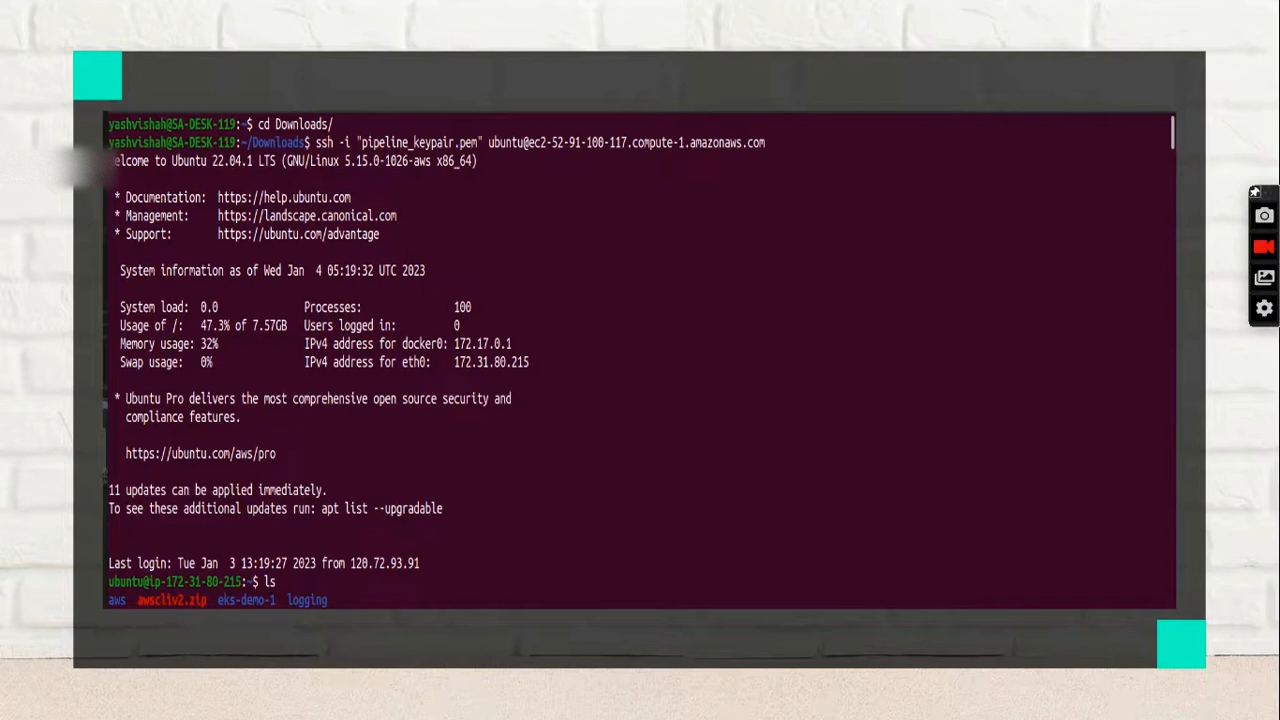 yashvishah@SA-DESK-119:~$ cd Downloads/
yashvishah@SA-DESK-119:~/Downloads$ ssh -i "pipeline_keypair.pem" ubuntu@ec2-52-91-100-117.compute-1.amazonaws.com
elcome to Ubuntu 22.04.1 LTS (GNU/Linux 5.15.0-1026-aws x86_64)
* Documentation: https://help.ubuntu.com
* Management: https://landscape.canonical.com
* Support: https://ubuntu.com/advantage
System information as of Wed Jan 4 05:19:32 UTC 2023
System load: 0.0 Processes: 100
Usage of /: 47.3% of 7.57GB Users logged in: 0
Memory usage: 32% IPv4 address for docker0: 172.17.0.1
Swap usage: 0% IPv4 address for eth0: 172.31.80.215
* Ubuntu Pro delivers the most comprehensive open source security and
compliance features.
https://ubuntu.com/aws/pro
11 updates can be applied immediately.
To see these additional updates run: apt list --upgradable
Last login: Tue Jan 3 13:19:27 2023 from 120.72.93.91
ubuntu@ip-172-31-80-215:~$ ls
aws awscliv2.zip eks-demo-1 logging